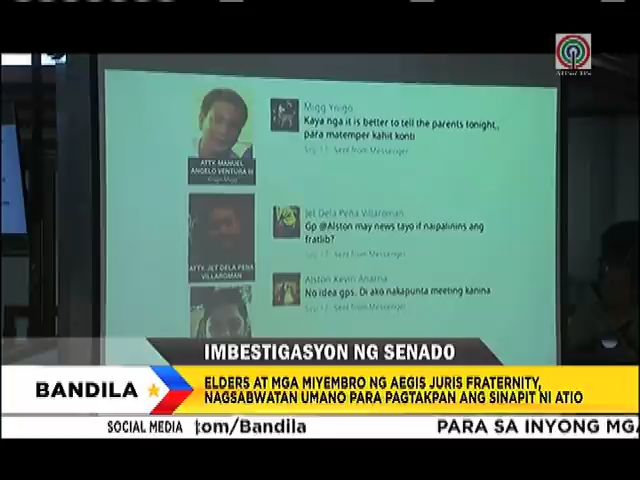 Migg Ynigo
Kaya nga it is better to tell the parents tonight,
para matemper kahit konti
Sent from Messenger
ATTY. MANUEL
ANGELO VENTURA III
Jet Dela Peña Villaroman
Gp @Alston may news tayo if naipalinins ang
fratlib?
Sent from Messenger
ATTY. JET DELA PEÑA
VILLAROMAN
Alston Kevin Anarna
No idea gps. Di ako nakapunta meeting kanina
Sent from Messenger
IMBESTIGASYON NG SENADO
BANDILA
ELDERS AT MGA MIYEMBRO NG AEGIS JURIS FRATERNITY,
NAGSABWATAN UMANO PARA PAGTAKPAN ANG SINAPIT NI ATIO
SOCIAL MEDIA
om/Bandila
PARA SA INYONG MGA